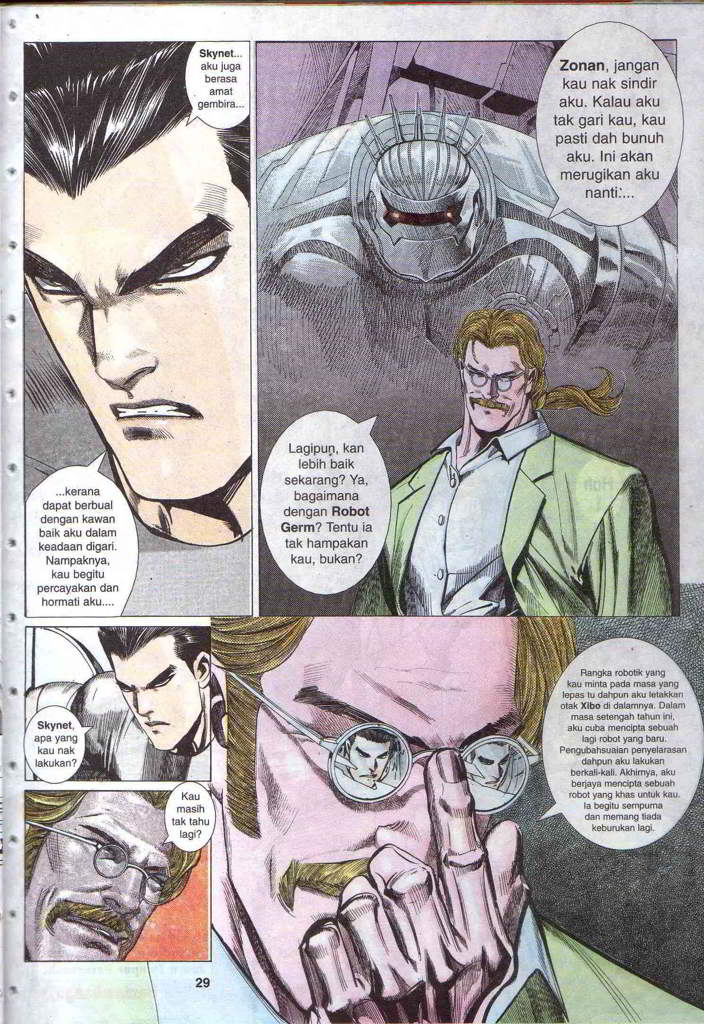 Skynet...
aku juga
berasa
amat
gembira...
...kerana
dapat berbual
dengan kawan
baik aku dalam
keadaan digari.
Nampaknya,
kau begitu
percayakan dan
hormati aku....
Zonan, jangan
kau nak sindir
aku. Kalau aku
tak gari kau, kau
pasti dah bunuh
aku. Ini akan
merugikan aku
nanti....
Lagipun, kan
lebih baik
sekarang? Ya,
bagaimana
dengan Robot
Germ? Tentu ia
tak hampakan
kau, bukan?
Skynet,
apa yang
kau nak
lakukan?
Kau
masih
tak tahu
lagi?
Rangka robotik yang
kau minta pada masa yang
lepas tu dahpun aku letakkan
otak Xibo di dalamnya. Dalam
masa setengah tahun ini,
aku cuba mencipta sebuah
lagi robot yang baru.
Pengubahsuaian penyelarasan
dahpun aku lakukan
berkali-kali. Akhirnya, aku
berjaya mencipta sebuah
robot yang khas untuk kau.
Ia begitu sempurna
dan memang tiada
keburukan lagi.
29